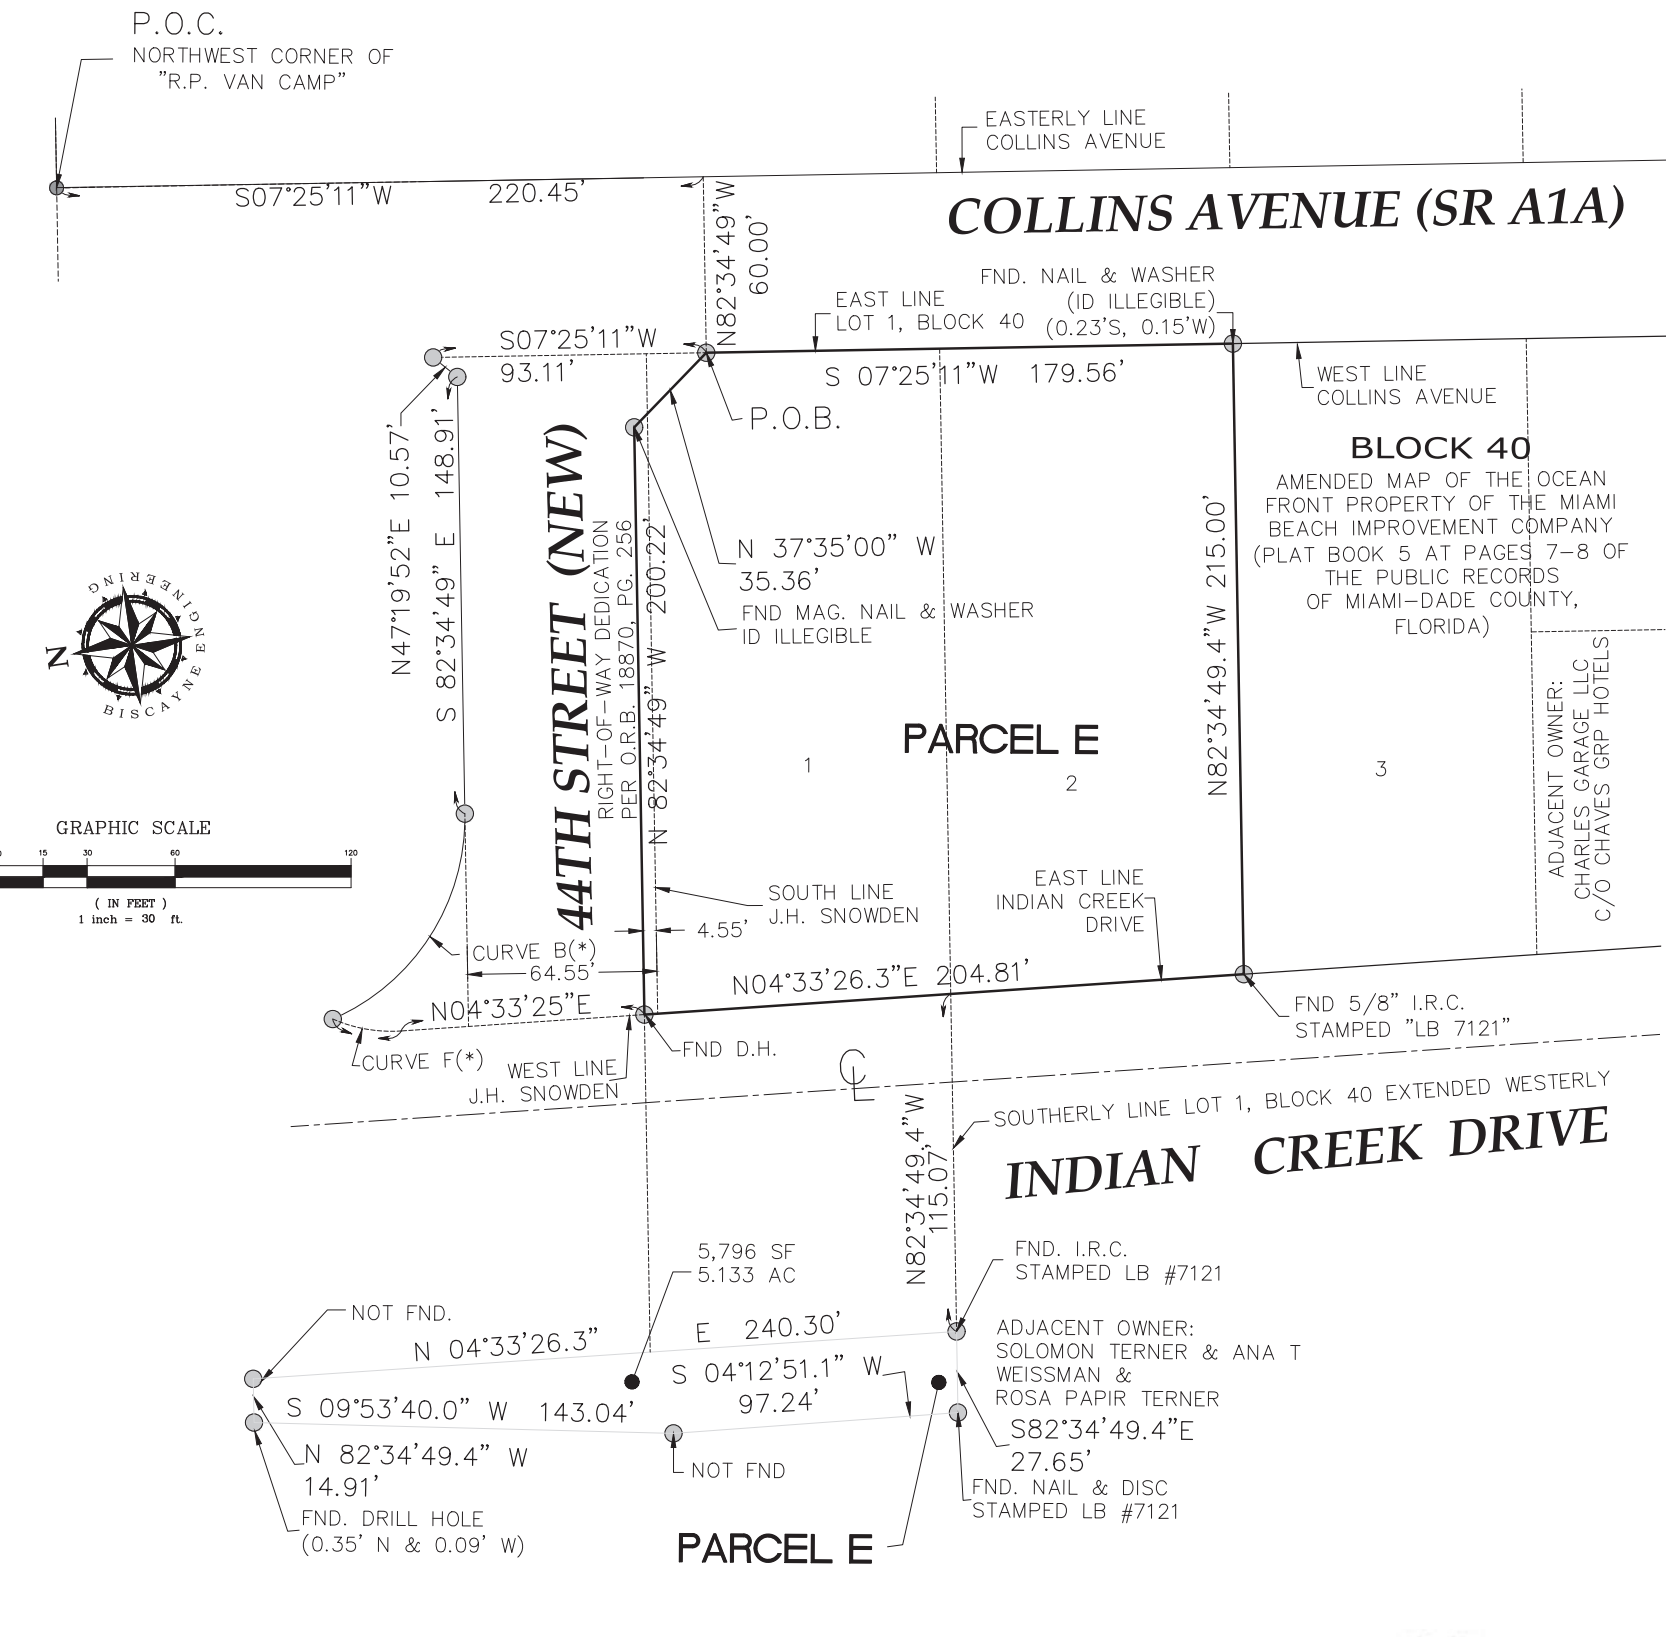 P.O.C.
NORTHWEST CORNER OF
"R.P. VAN CAMP"
EASTERLY LINE
COLLINS AVENUE
S07°25'11"W 220.45'
N82°34'49"W
60.00'
COLLINS AVENUE (SR A1A)
FND. NAIL & WASHER
(ID ILLEGIBLE)
(0.23'S, 0.15'W)
EAST LINE
LOT 1, BLOCK 40
S07°25'11"W
93.11'
S 07°25'11"W 179.56'
WEST LINE
COLLINS AVENUE
P.O.B.
N47°19'52"E 10.57'
S 82°34'49" E 148.91'
44TH STREET (NEW)
RIGHT-OF-WAY DEDICATION
PER O.R.B. 18870, PG. 256
N 82°34'49" W 200.22'
N 37°35'00" W
35.36'
FND MAG. NAIL & WASHER
ID ILLEGIBLE
N82°34'49.4"W 215.00'
BLOCK 40
AMENDED MAP OF THE OCEAN
FRONT PROPERTY OF THE MIAMI
BEACH IMPROVEMENT COMPANY
(PLAT BOOK 5 AT PAGES 7-8 OF
THE PUBLIC RECORDS
OF MIAMI-DADE COUNTY,
FLORIDA)
ADJACENT OWNER:
CHARLES GARAGE LLC
C/O CHAVES GRP HOTELS
N
BISCAYNE ENGINEERING
PARCEL E
1
2
3
GRAPHIC SCALE
0 15 30 60 120
( IN FEET )
1 inch = 30 ft.
SOUTH LINE
J.H. SNOWDEN
4.55'
EAST LINE
INDIAN CREEK
DRIVE
CURVE B(*)
64.55'
N04°33'26.3"E 204.81'
N04°33'25"E
CURVE F(*)
WEST LINE
J.H. SNOWDEN
FND D.H.
FND 5/8" I.R.C.
STAMPED "LB 7121"
CL
N82°34'49.4"W
115.07'
SOUTHERLY LINE LOT 1, BLOCK 40 EXTENDED WESTERLY
INDIAN CREEK DRIVE
5,796 SF
5.133 AC
FND. I.R.C.
STAMPED LB #7121
NOT FND.
N 04°33'26.3" E 240.30'
ADJACENT OWNER:
SOLOMON TERNER & ANA T
WEISSMAN &
ROSA PAPIR TERNER
S 04°12'51.1" W
97.24'
S 09°53'40.0" W 143.04'
S82°34'49.4"E
27.65'
N 82°34'49.4" W
14.91'
NOT FND
FND. NAIL & DISC
STAMPED LB #7121
FND. DRILL HOLE
(0.35' N & 0.09' W)
PARCEL E